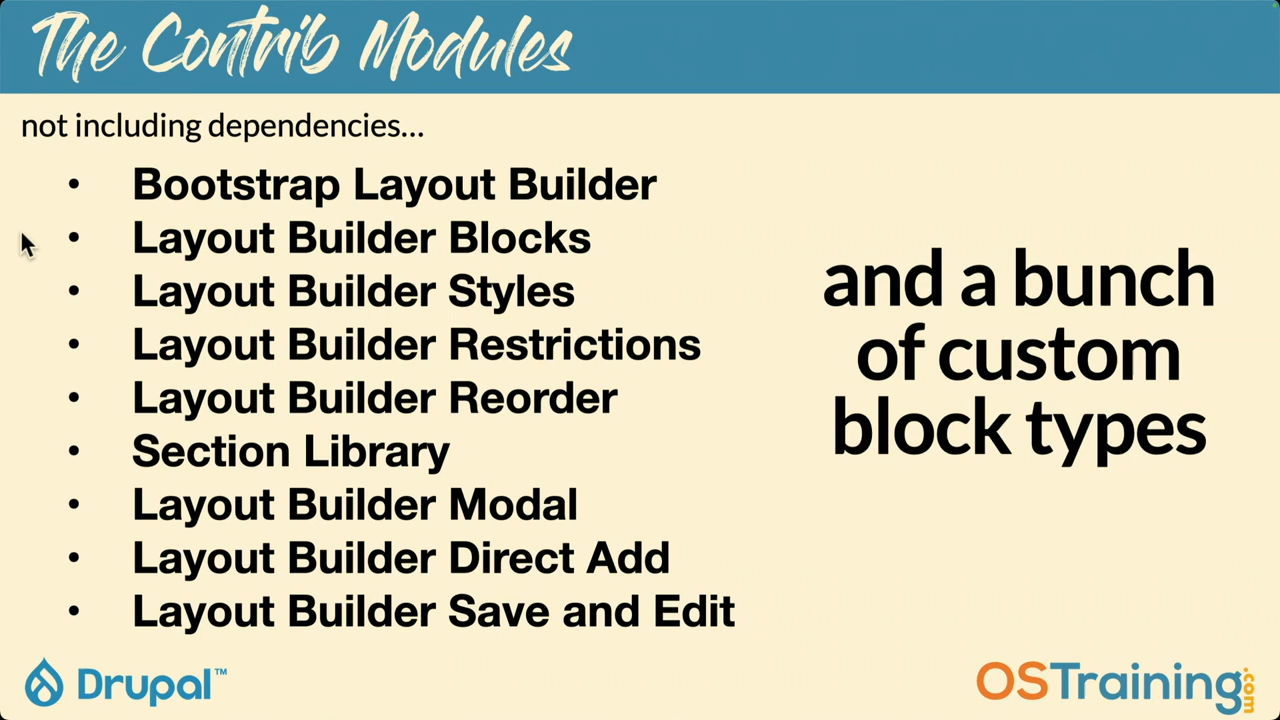 The Contrib Modules
not including dependencies...
• Bootstrap Layout Builder
• Layout Builder Blocks
• Layout Builder Styles
• Layout Builder Restrictions
• Layout Builder Reorder
• Section Library
• Layout Builder Modal
• Layout Builder Direct Add
• Layout Builder Save and Edit
and a bunch
of custom
block types
Drupal™
OSTraining.com